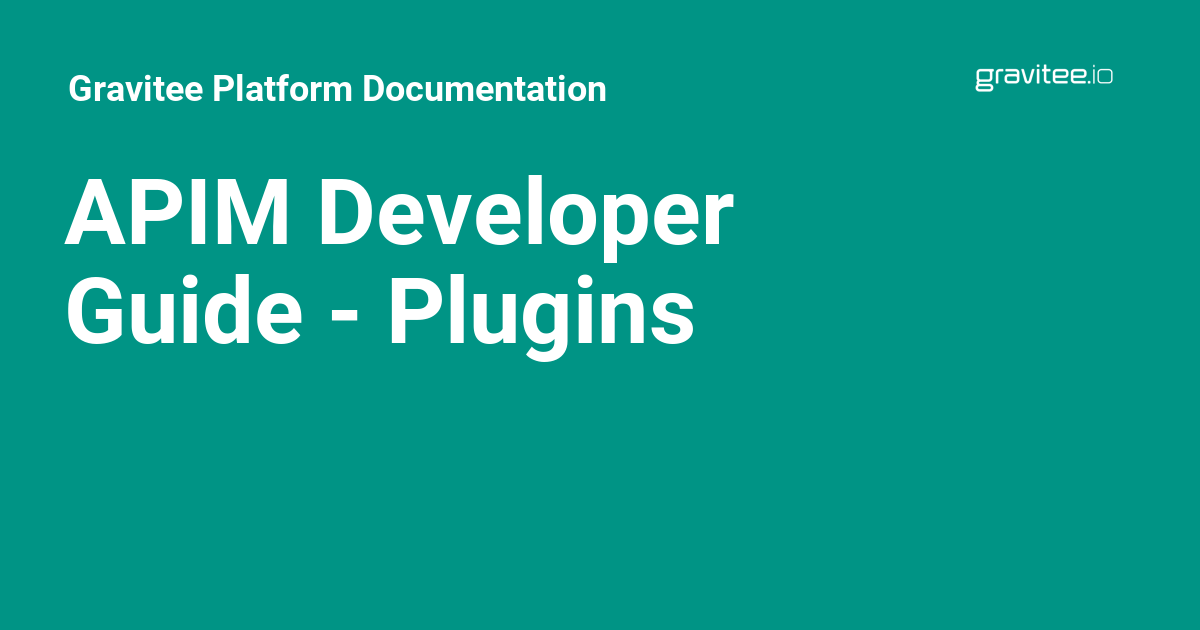 Gravitee Platform Documentation
gravitee.io
APIM Developer
Guide - Plugins